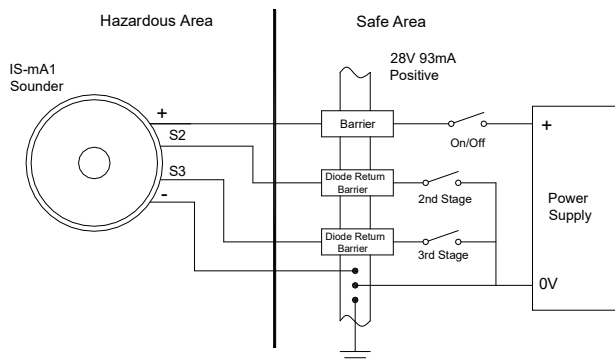 Hazardous Area
Safe Area
IS-mA1
Sounder
28V 93mA
Positive
+
S2
S3
-
Barrier
On/Off
+
Diode Return
Barrier
2nd Stage
Power
Supply
Diode Return
Barrier
3rd Stage
0V